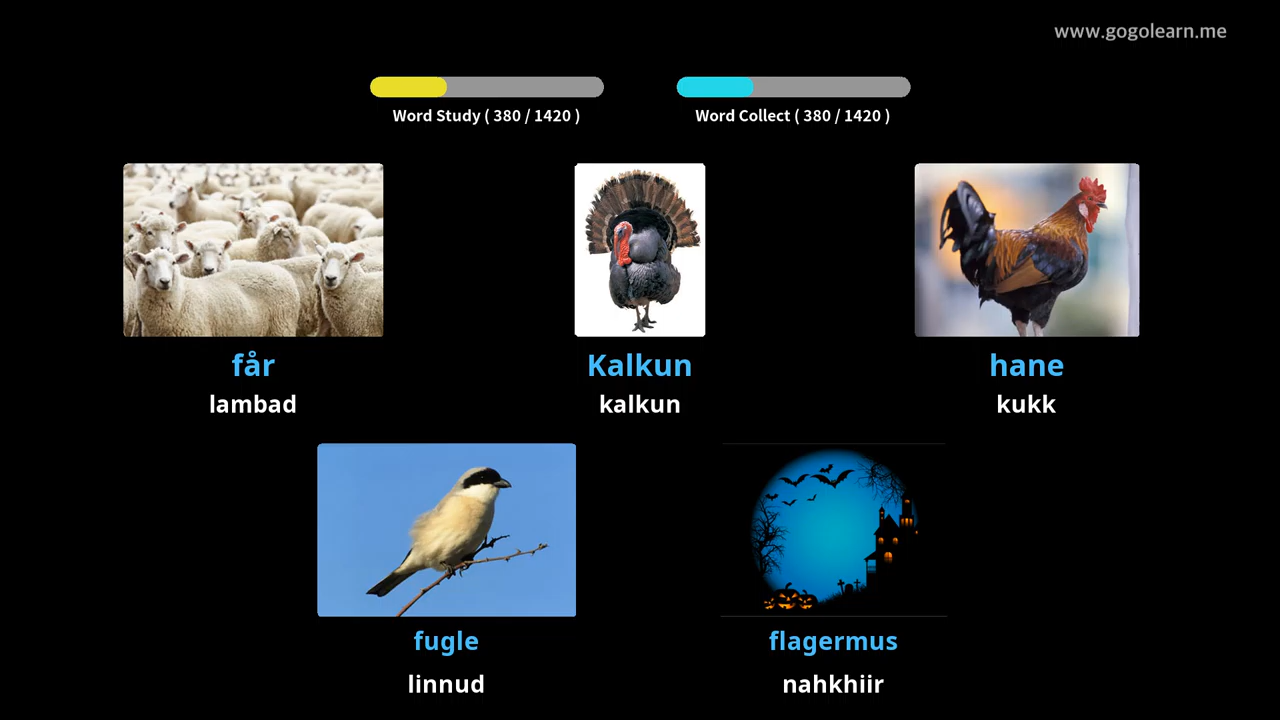 www.gogolearn.me
Word Study ( 380 / 1420 )
Word Collect ( 380 / 1420 )
får
lambad
Kalkun
kalkun
hane
kukk
fugle
linnud
flagermus
nahkhiir